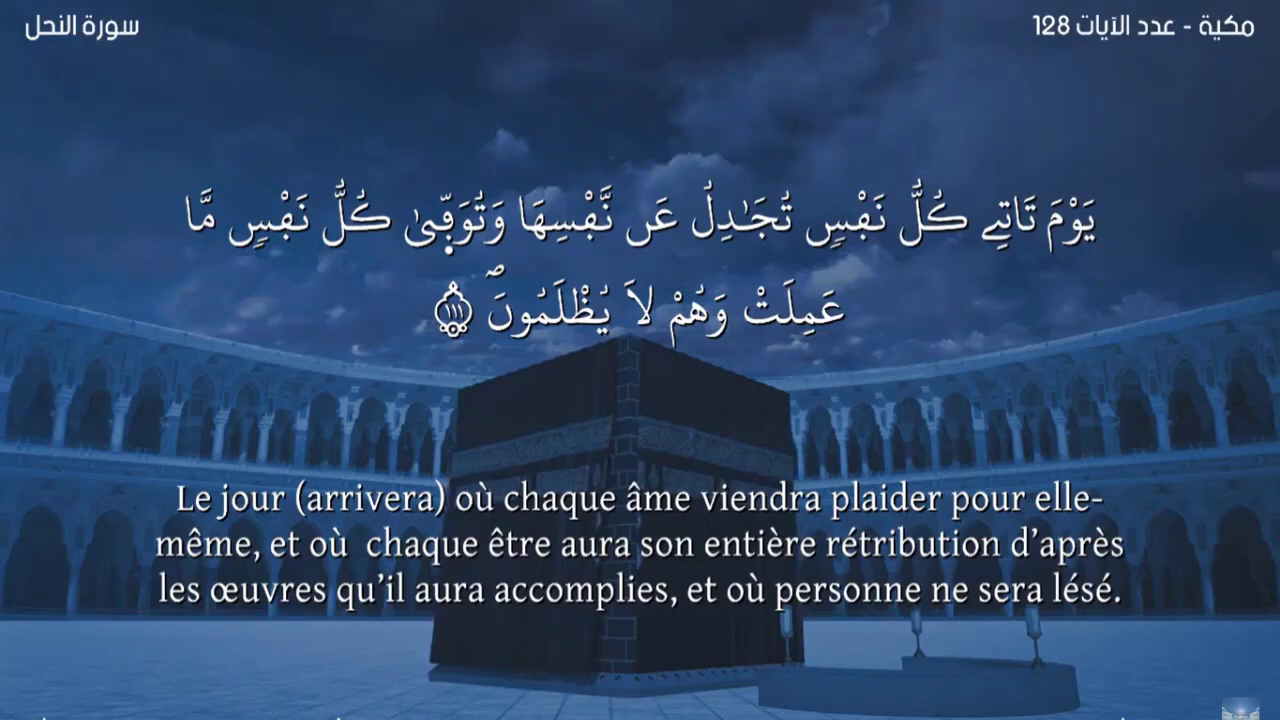 سورة النحل
مكية - عدد الآيات 128
يَوْمَ تَاتِے كُلُّ نَفْسٖ تُجَٰدِلُ عَن نَّفْسِهَا وَتُوَفّ۪يٰ كُلُّ نَفْسٖ مَّا
عَمِلَتْ وَهُمْ لَا يُظْلَمُونَۖ ١١١
Le jour (arrivera) où chaque âme viendra plaider pour elle-
même, et où chaque être aura son entière rétribution d’après
les œuvres qu’il aura accomplies, et où personne ne sera lésé.